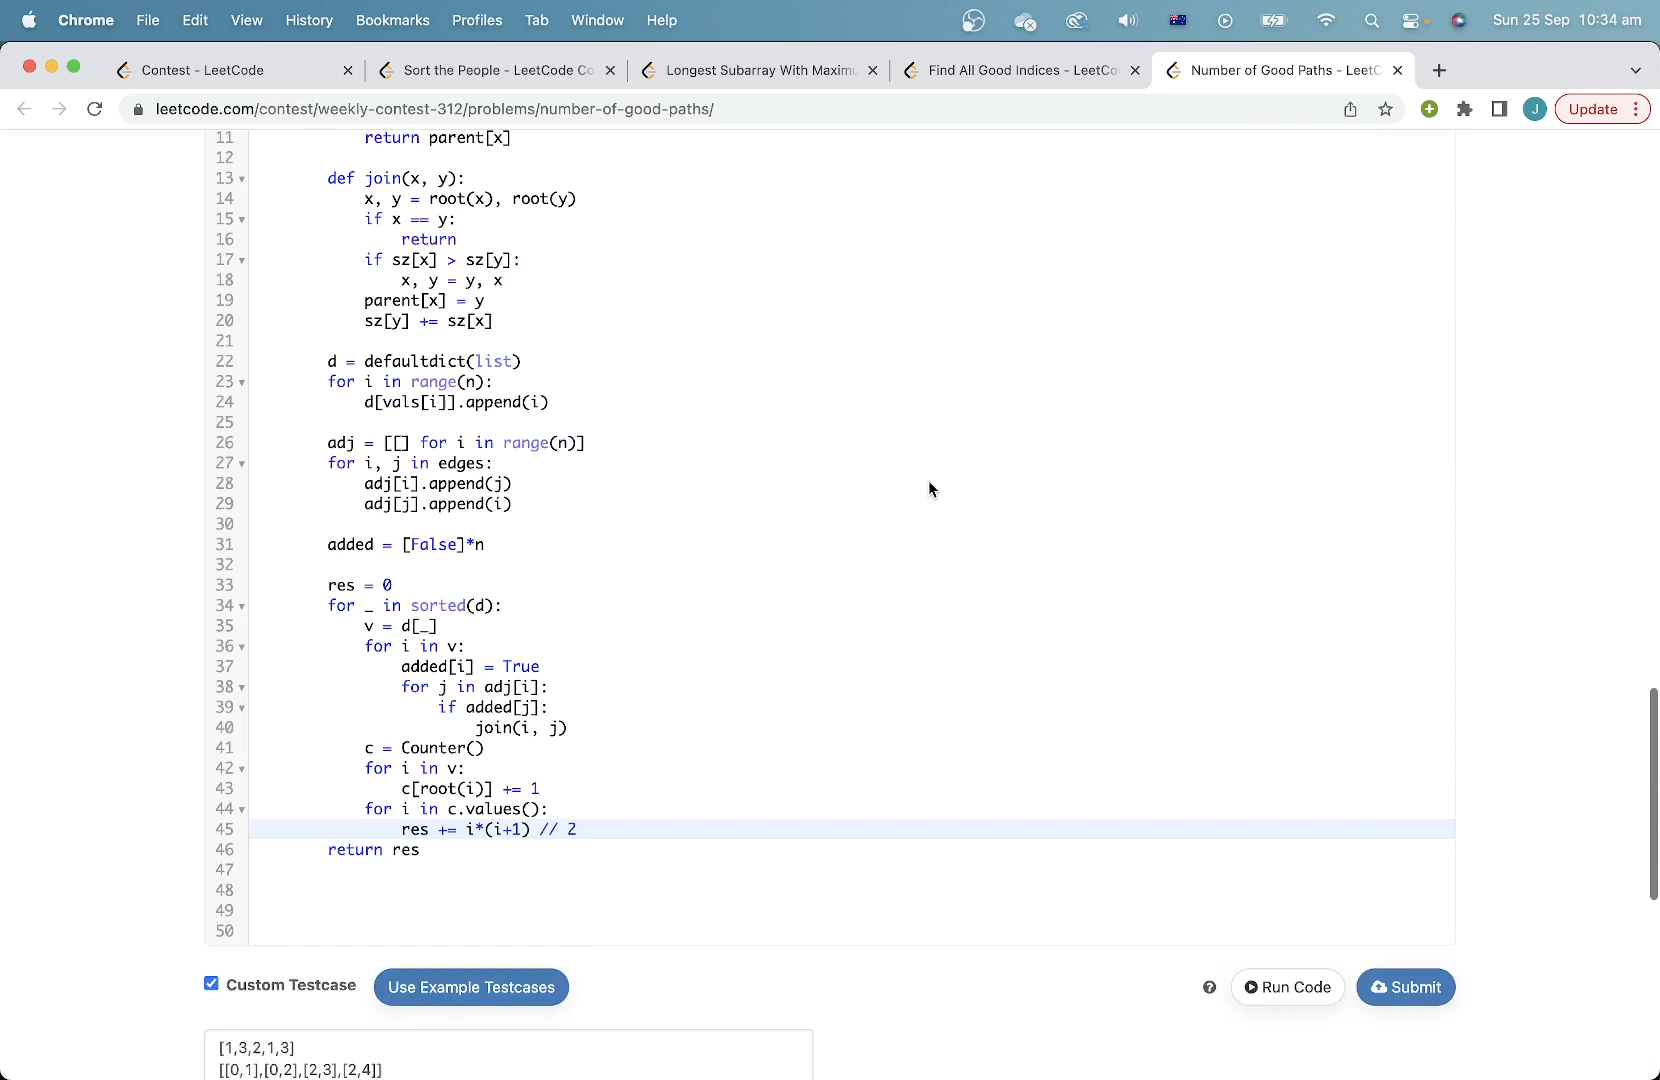 Chrome File Edit View History Bookmarks Profiles Tab Window Help Sun 25 Sep 10:34 am
Contest - LeetCode Sort the People - LeetCode Co Longest Subarray With Maximu Find All Good Indices - LeetCo Number of Good Paths - LeetC
leetcode.com/contest/weekly-contest-312/problems/number-of-good-paths/ J Update
11 return parent[x]
12
13 def join(x, y):
14 x, y = root(x), root(y)
15 if x == y:
16 return
17 if sz[x] > sz[y]:
18 x, y = y, x
19 parent[x] = y
20 sz[y] += sz[x]
21
22 d = defaultdict(list)
23 for i in range(n):
24 d[vals[i]].append(i)
25
26 adj = [[] for i in range(n)]
27 for i, j in edges:
28 adj[i].append(j)
29 adj[j].append(i)
30
31 added = [False]*n
32
33 res = 0
34 for _ in sorted(d):
35 v = d[_]
36 for i in v:
37 added[i] = True
38 for j in adj[i]:
39 if added[j]:
40 join(i, j)
41 c = Counter()
42 for i in v:
43 c[root(i)] += 1
44 for i in c.values():
45 res += i*(i+1) // 2
46 return res
47
48
49
50
Custom Testcase Use Example Testcases Run Code Submit
[1,3,2,1,3]
[[0,1],[0,2],[2,3],[2,4]]